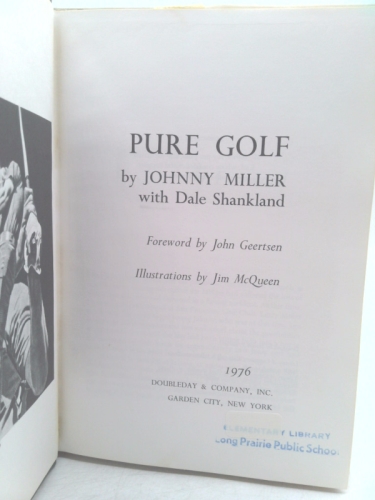 PURE GOLF
by JOHNNY MILLER
with Dale Shankland
Foreword by John Geertsen
Illustrations by Jim McQueen
1976
DOUBLEDAY & COMPANY, INC.
GARDEN CITY, NEW YORK
ELEMENTARY LIBRARY
Long Prairie Public School